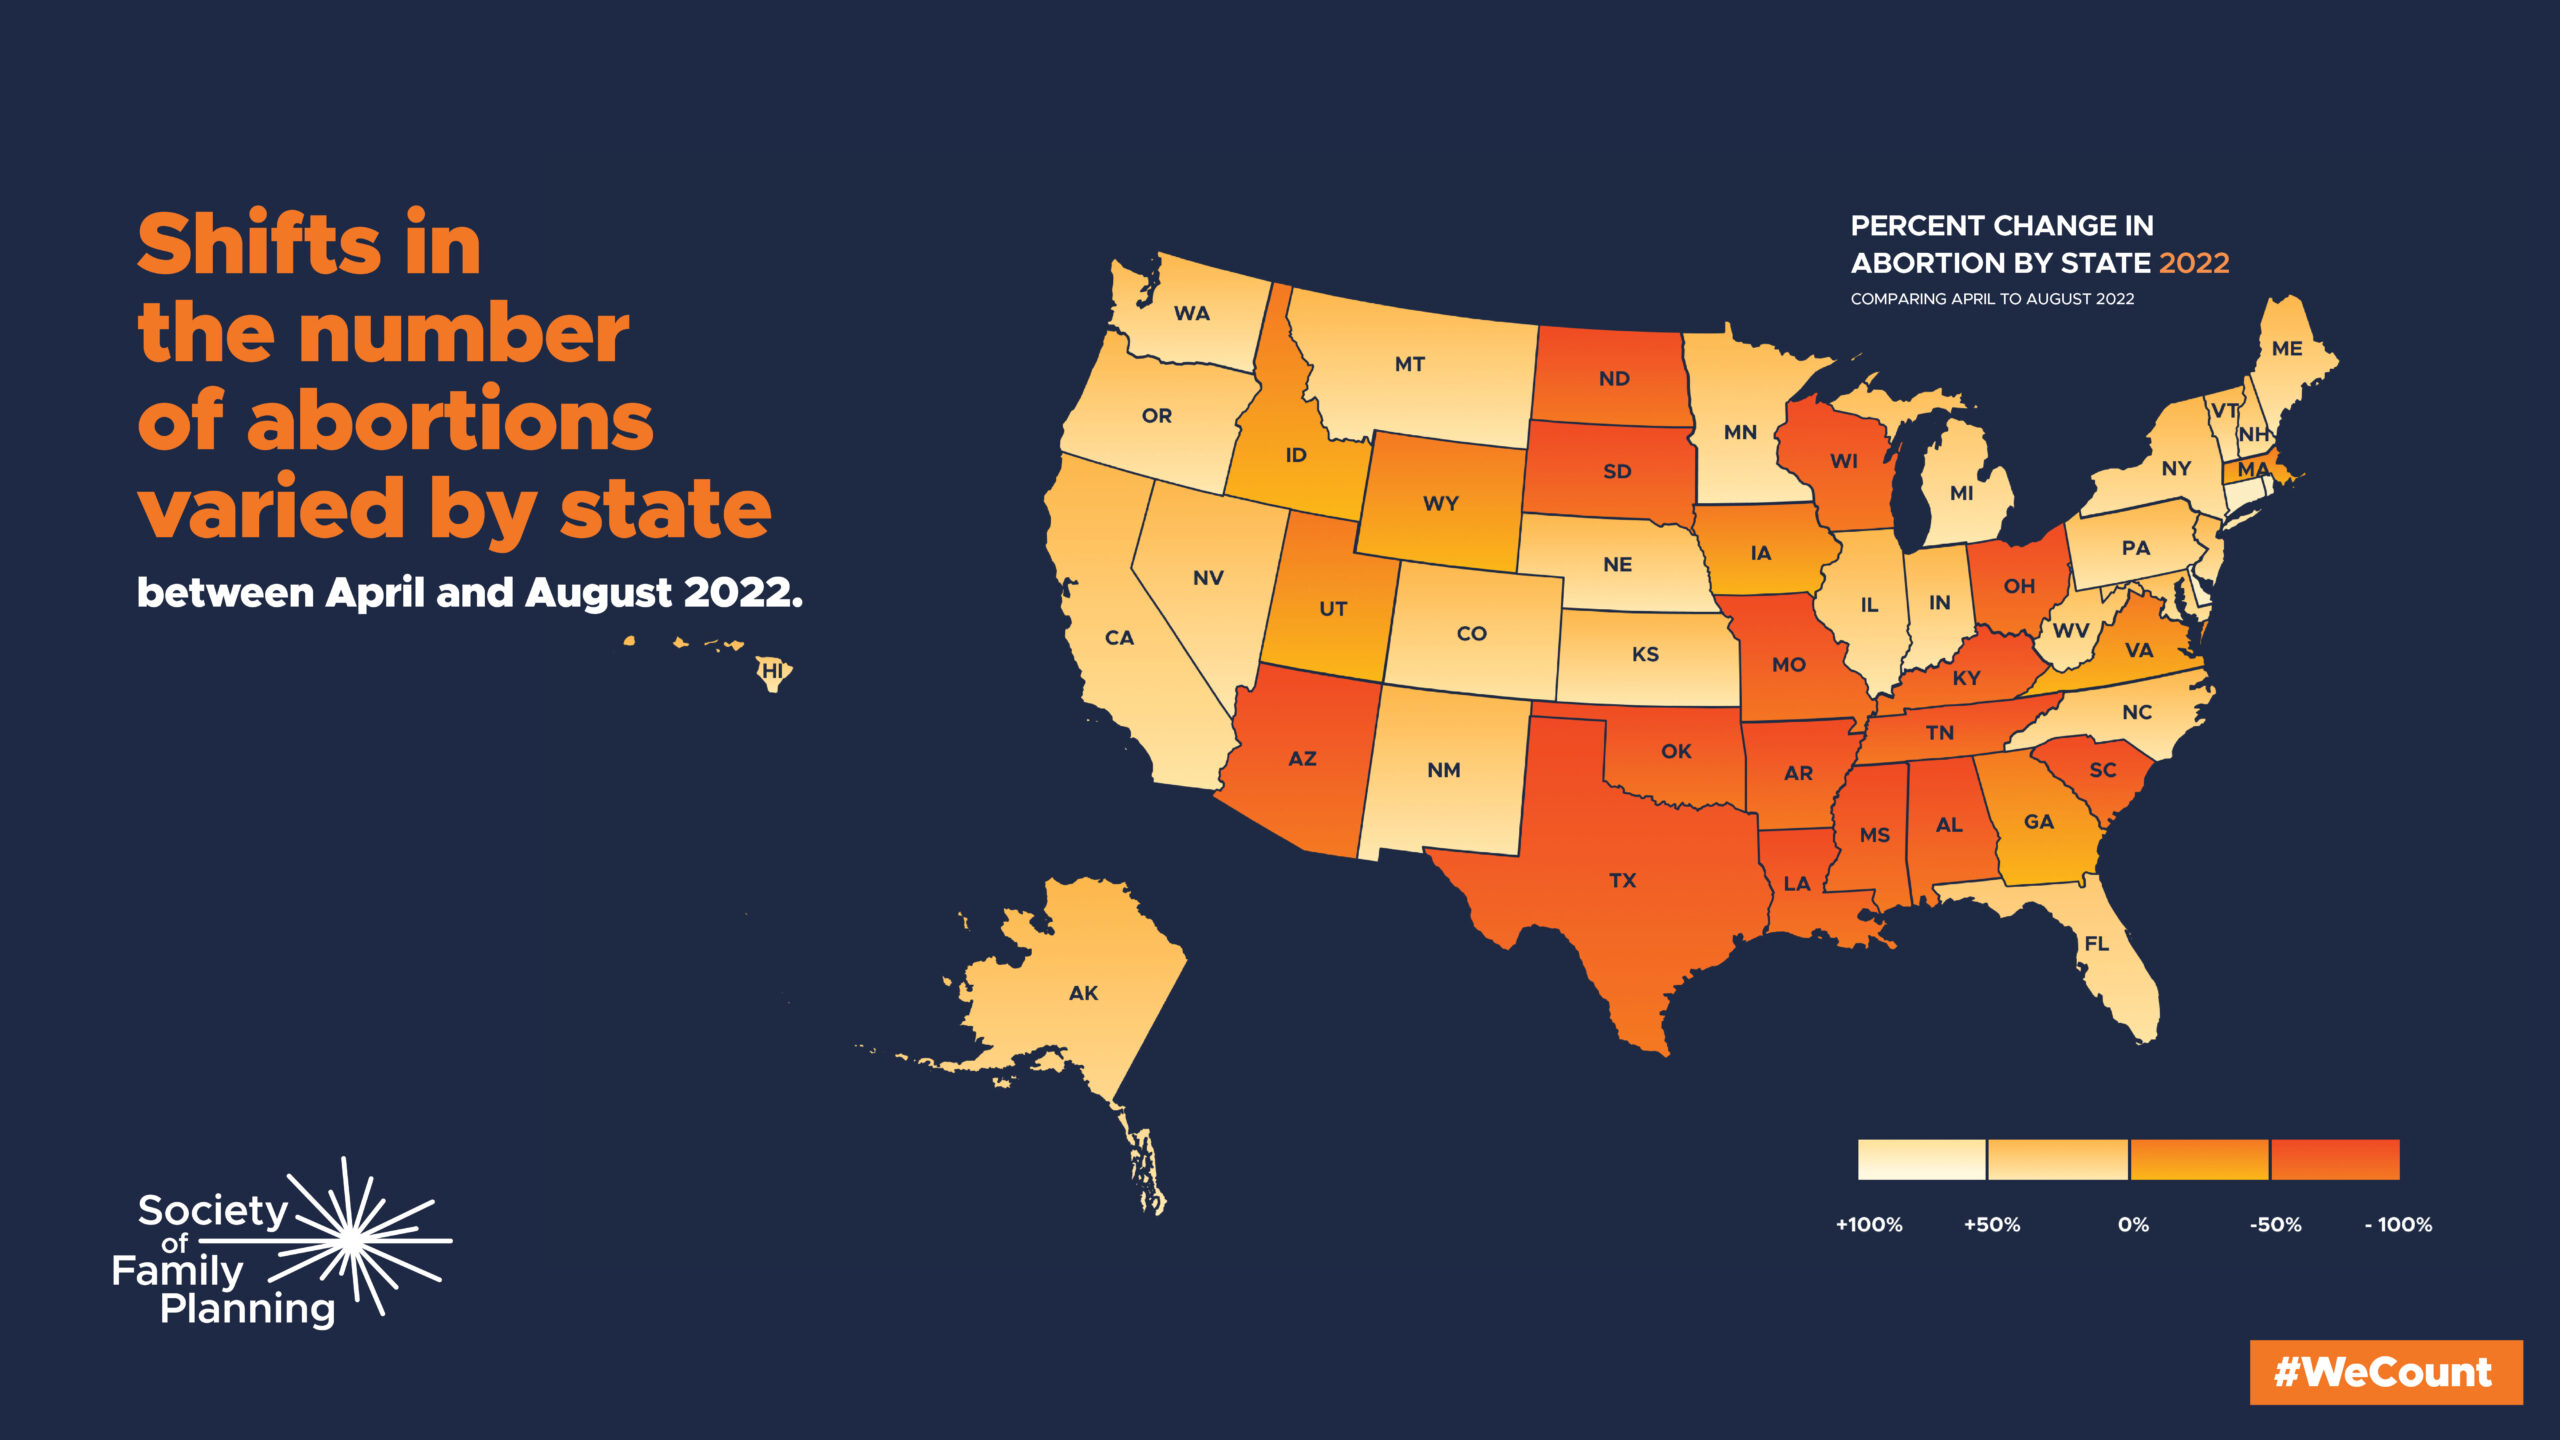 Shifts in
the number
of abortions
varied by state
between April and August 2022.
PERCENT CHANGE IN
ABORTION BY STATE 2022
COMPARING APRIL TO AUGUST 2022
WA
MT
ND
ME
OR
ID
MN
VT
NH
WI
SD
NY
MA
WY
MI
NV
UT
NE
IA
PA
CA
CO
IL
IN
OH
WV
VA
KS
MO
KY
HI
AZ
NM
OK
AR
TN
NC
SC
TX
LA
MS
AL
GA
FL
AK
+100% +50% 0% -50% - 100%
Society
of
Family
Planning
#WeCount